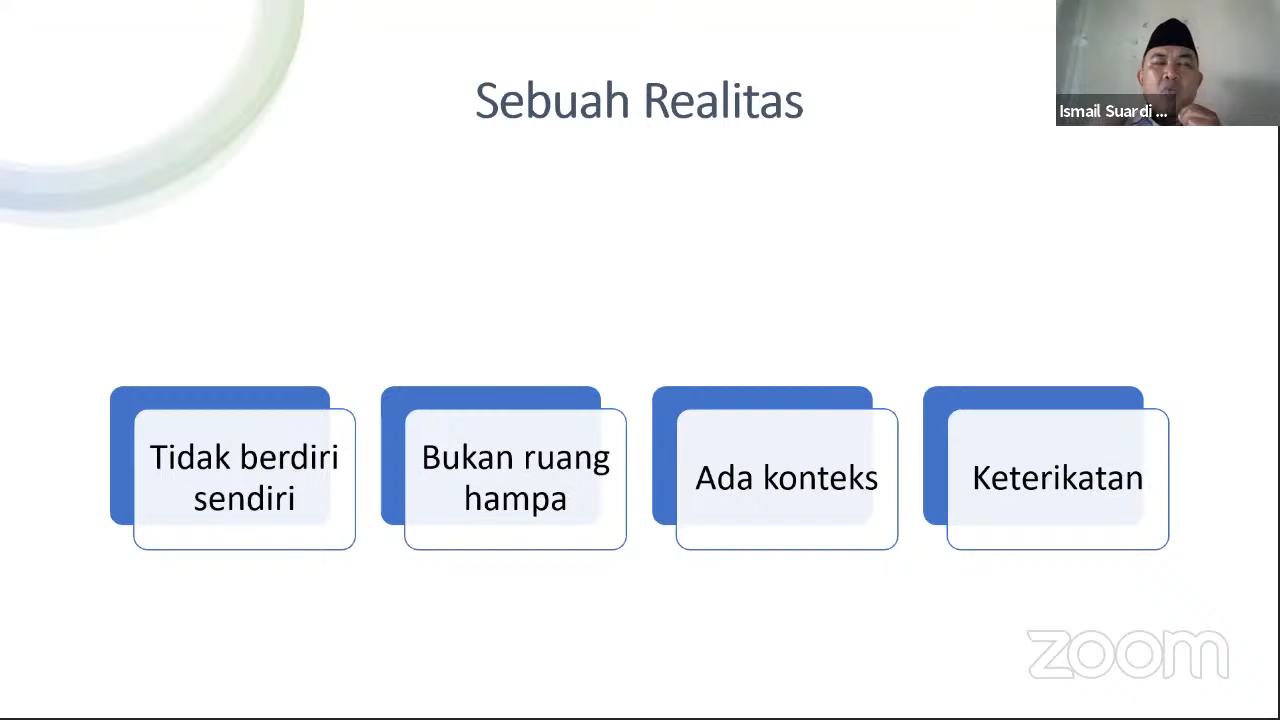 Sebuah Realitas
Ismail Suardi ...
Tidak berdiri
sendiri
Bukan ruang
hampa
Ada konteks
Keterikatan
zoom